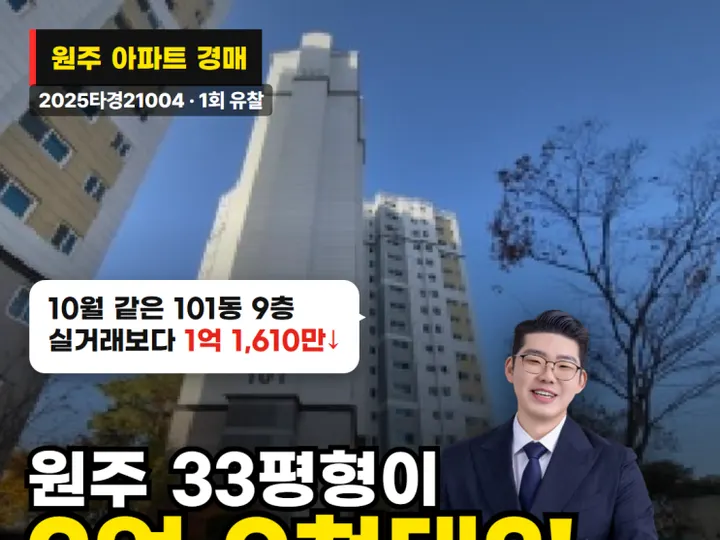 원주 아파트 경매
2025타경21004 · 1회 유찰
10월 같은 101동 9층
실거래보다 1억 1,610만↓
101
원주 33평형이